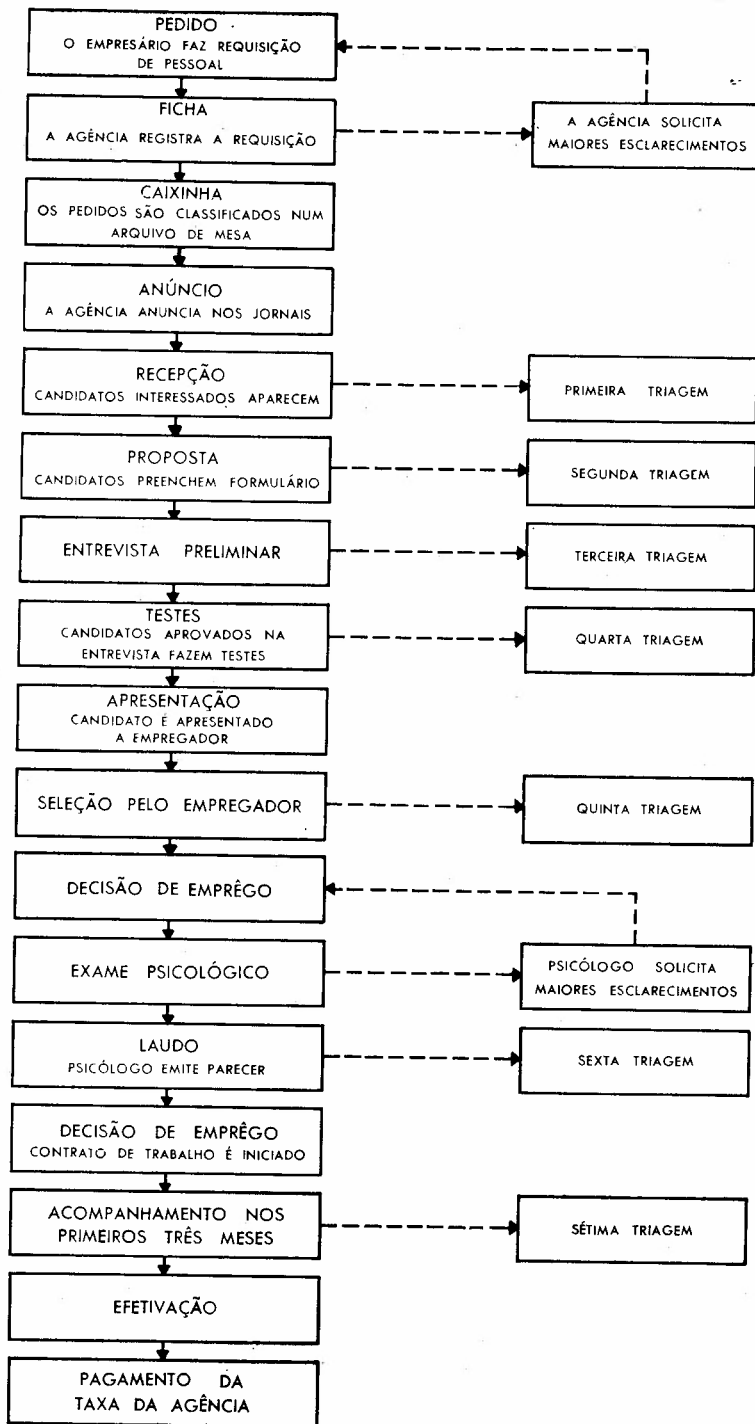 PEDIDO
O EMPRESÁRIO FAZ REQUISIÇÃO
DE PESSOAL
FICHA
A AGÊNCIA REGISTRA A REQUISIÇÃO
A AGÊNCIA SOLICITA
MAIORES ESCLARECIMENTOS
CAIXINHA
OS PEDIDOS SÃO CLASSIFICADOS NUM
ARQUIVO DE MESA
ANÚNCIO
A AGÊNCIA ANUNCIA NOS JORNAIS
RECEPÇÃO
CANDIDATOS INTERESSADOS APARECEM
PRIMEIRA TRIAGEM
PROPOSTA
CANDIDATOS PREENCHEM FORMULÁRIO
SEGUNDA TRIAGEM
ENTREVISTA PRELIMINAR
TERCEIRA TRIAGEM
TESTES
CANDIDATOS APROVADOS NA
ENTREVISTA FAZEM TESTES
QUARTA TRIAGEM
APRESENTAÇÃO
CANDIDATO É APRESENTADO
A EMPREGADOR
SELEÇÃO PELO EMPREGADOR
QUINTA TRIAGEM
DECISÃO DE EMPRÊGO
EXAME PSICOLÓGICO
PSICÓLOGO SOLICITA
MAIORES ESCLARECIMENTOS
LAUDO
PSICÓLOGO EMITE PARECER
SEXTA TRIAGEM
DECISÃO DE EMPRÊGO
CONTRATO DE TRABALHO É INICIADO
ACOMPANHAMENTO NOS
PRIMEIROS TRÊS MESES
SÉTIMA TRIAGEM
EFETIVAÇÃO
PAGAMENTO DA
TAXA DA AGÊNCIA